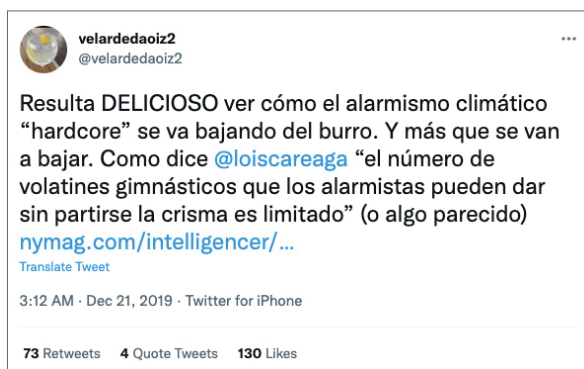 velardedaoiz2
@velardedaoiz2
Resulta DELICIOSO ver cómo el alarmismo climático
“hardcore” se va bajando del burro. Y más que se van
a bajar. Como dice @loiscareaga “el número de
volatines gimnásticos que los alarmistas pueden dar
sin partirse la crisma es limitado” (o algo parecido)
nymag.com/intelligencer/…
Translate Tweet
3:12 AM · Dec 21, 2019 · Twitter for iPhone
73 Retweets 4 Quote Tweets 130 Likes